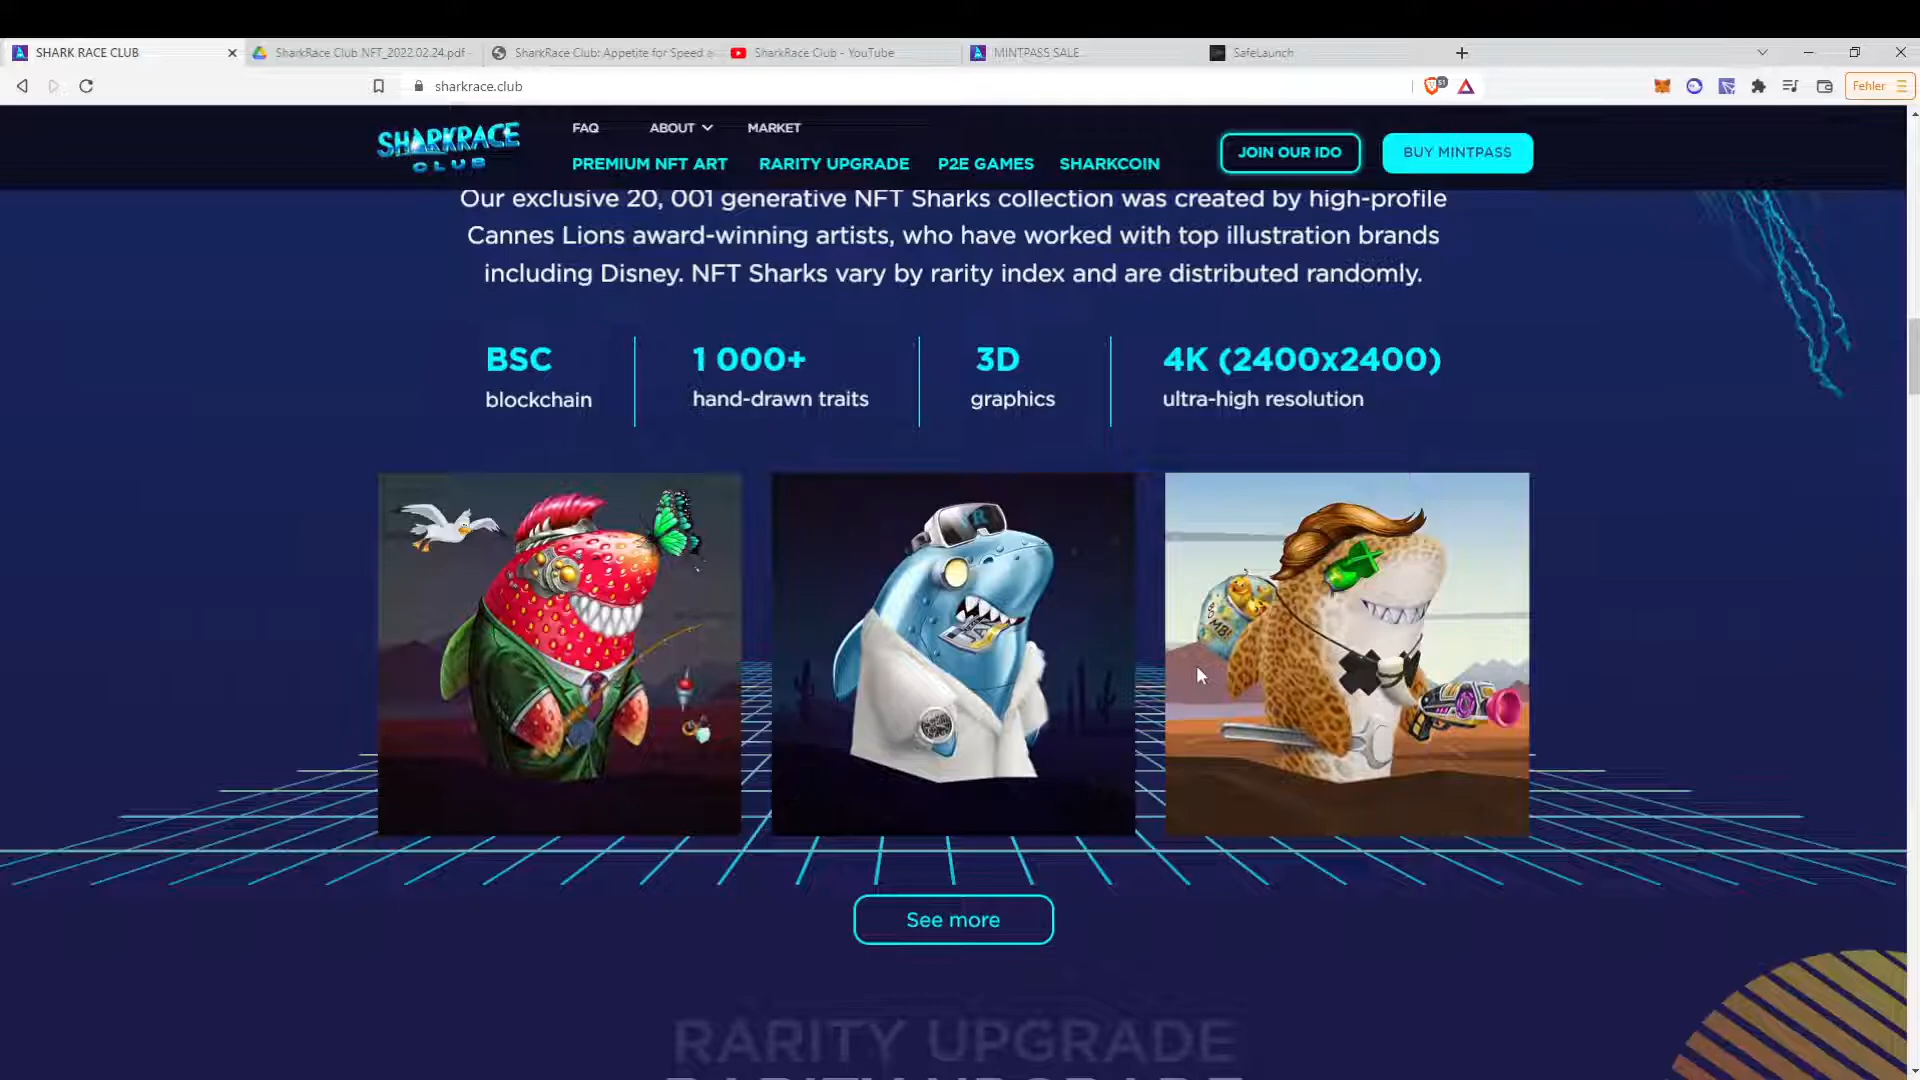 SHARK RACE CLUB
SharkRace Club NFT_2022.02.24.pdf -
SharkRace Club: Appetite for Speed a
SharkRace Club - YouTube
MINTPASS SALE
SafeLaunch
sharkrace.club
51
Fehler
SHARKRACE
CLUB
FAQ
ABOUT
MARKET
PREMIUM NFT ART
RARITY UPGRADE
P2E GAMES
SHARKCOIN
JOIN OUR IDO
BUY MINTPASS
Our exclusive 20, 001 generative NFT Sharks collection was created by high-profile
Cannes Lions award-winning artists, who have worked with top illustration brands
including Disney. NFT Sharks vary by rarity index and are distributed randomly.
BSC
blockchain
1 000+
hand-drawn traits
3D
graphics
4K (2400x2400)
ultra-high resolution
VR
See more
RARITY UPGRADE
RARITY UPGRADE